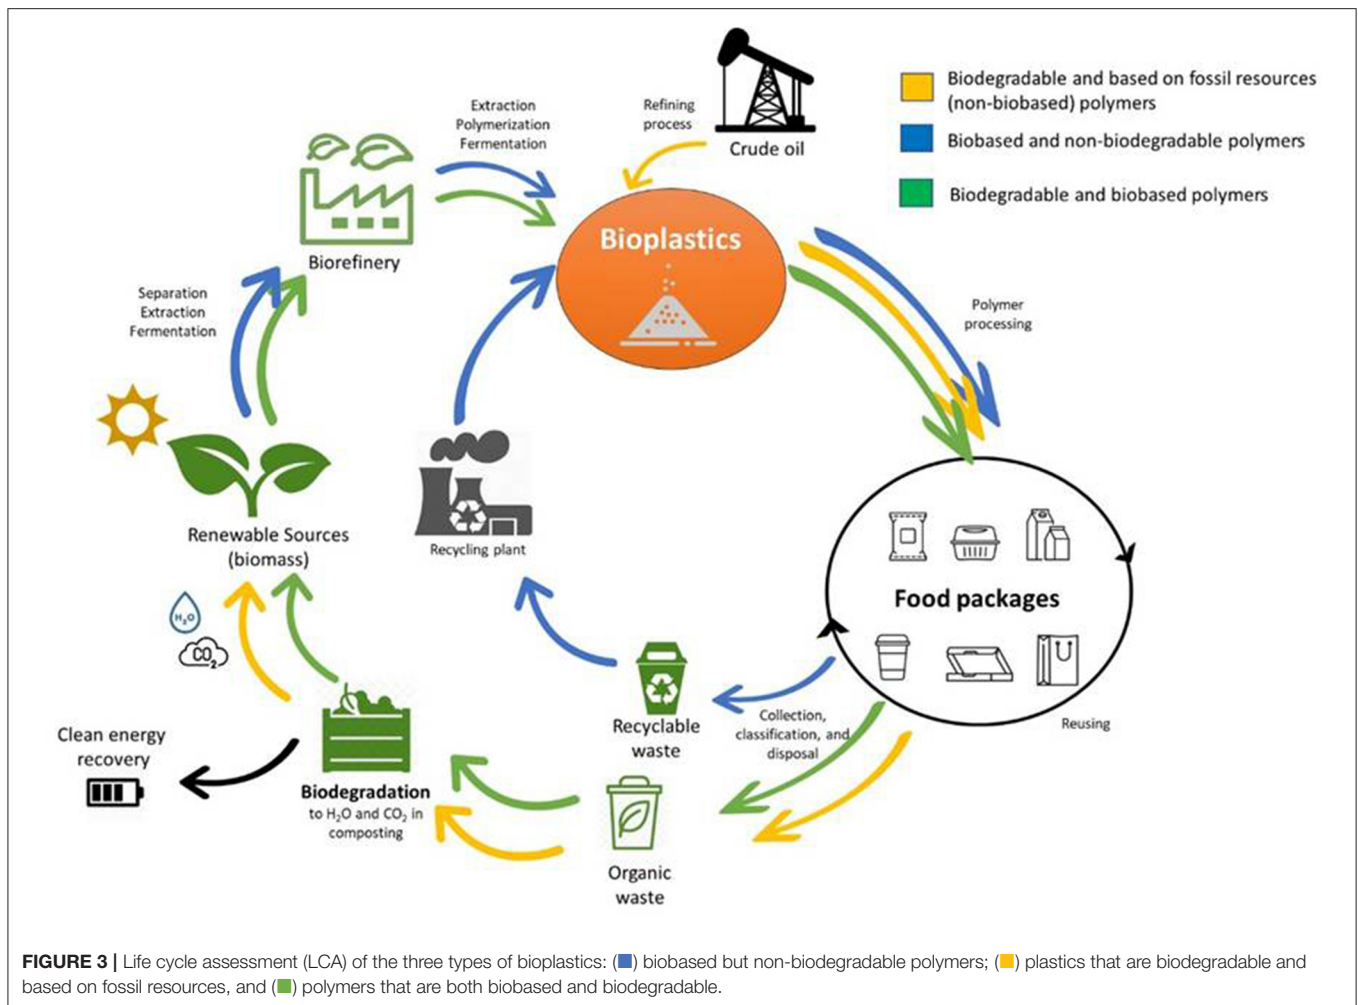 Extraction
Polymerization
Fermentation
Refining
process
Crude oil
Biodegradable and based on fossil resources
(non-biobased) polymers
Biobased and non-biodegradable polymers
Biodegradable and biobased polymers
Biorefinery
Bioplastics
Separation
Extraction
Fermentation
Polymer
processing
Renewable Sources
(biomass)
Recycling plant
Food packages
H₂O
CO₂
Recyclable
waste
Collection,
classification, and
disposal
Reusing
Clean energy
recovery
Biodegradation
to H₂O and CO₂ in
composting
Organic
waste
FIGURE 3 | Life cycle assessment (LCA) of the three types of bioplastics: (■) biobased but non-biodegradable polymers; (■) plastics that are biodegradable and
based on fossil resources, and (■) polymers that are both biobased and biodegradable.